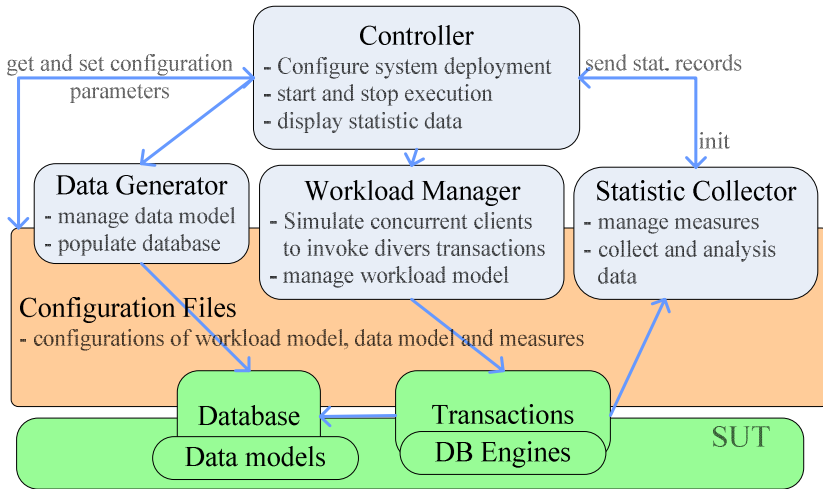 Controller
- Configure system deployment
- start and stop execution
- display statistic data
get and set configuration
parameters
send stat. records
init
Data Generator
- manage data model
- populate database
Workload Manager
- Simulate concurrent clients
to invoke divers transactions
- manage workload model
Statistic Collector
- manage measures
- collect and analysis
data
Configuration Files
- configurations of workload model, data model and measures
Database
Data models
Transactions
DB Engines
SUT